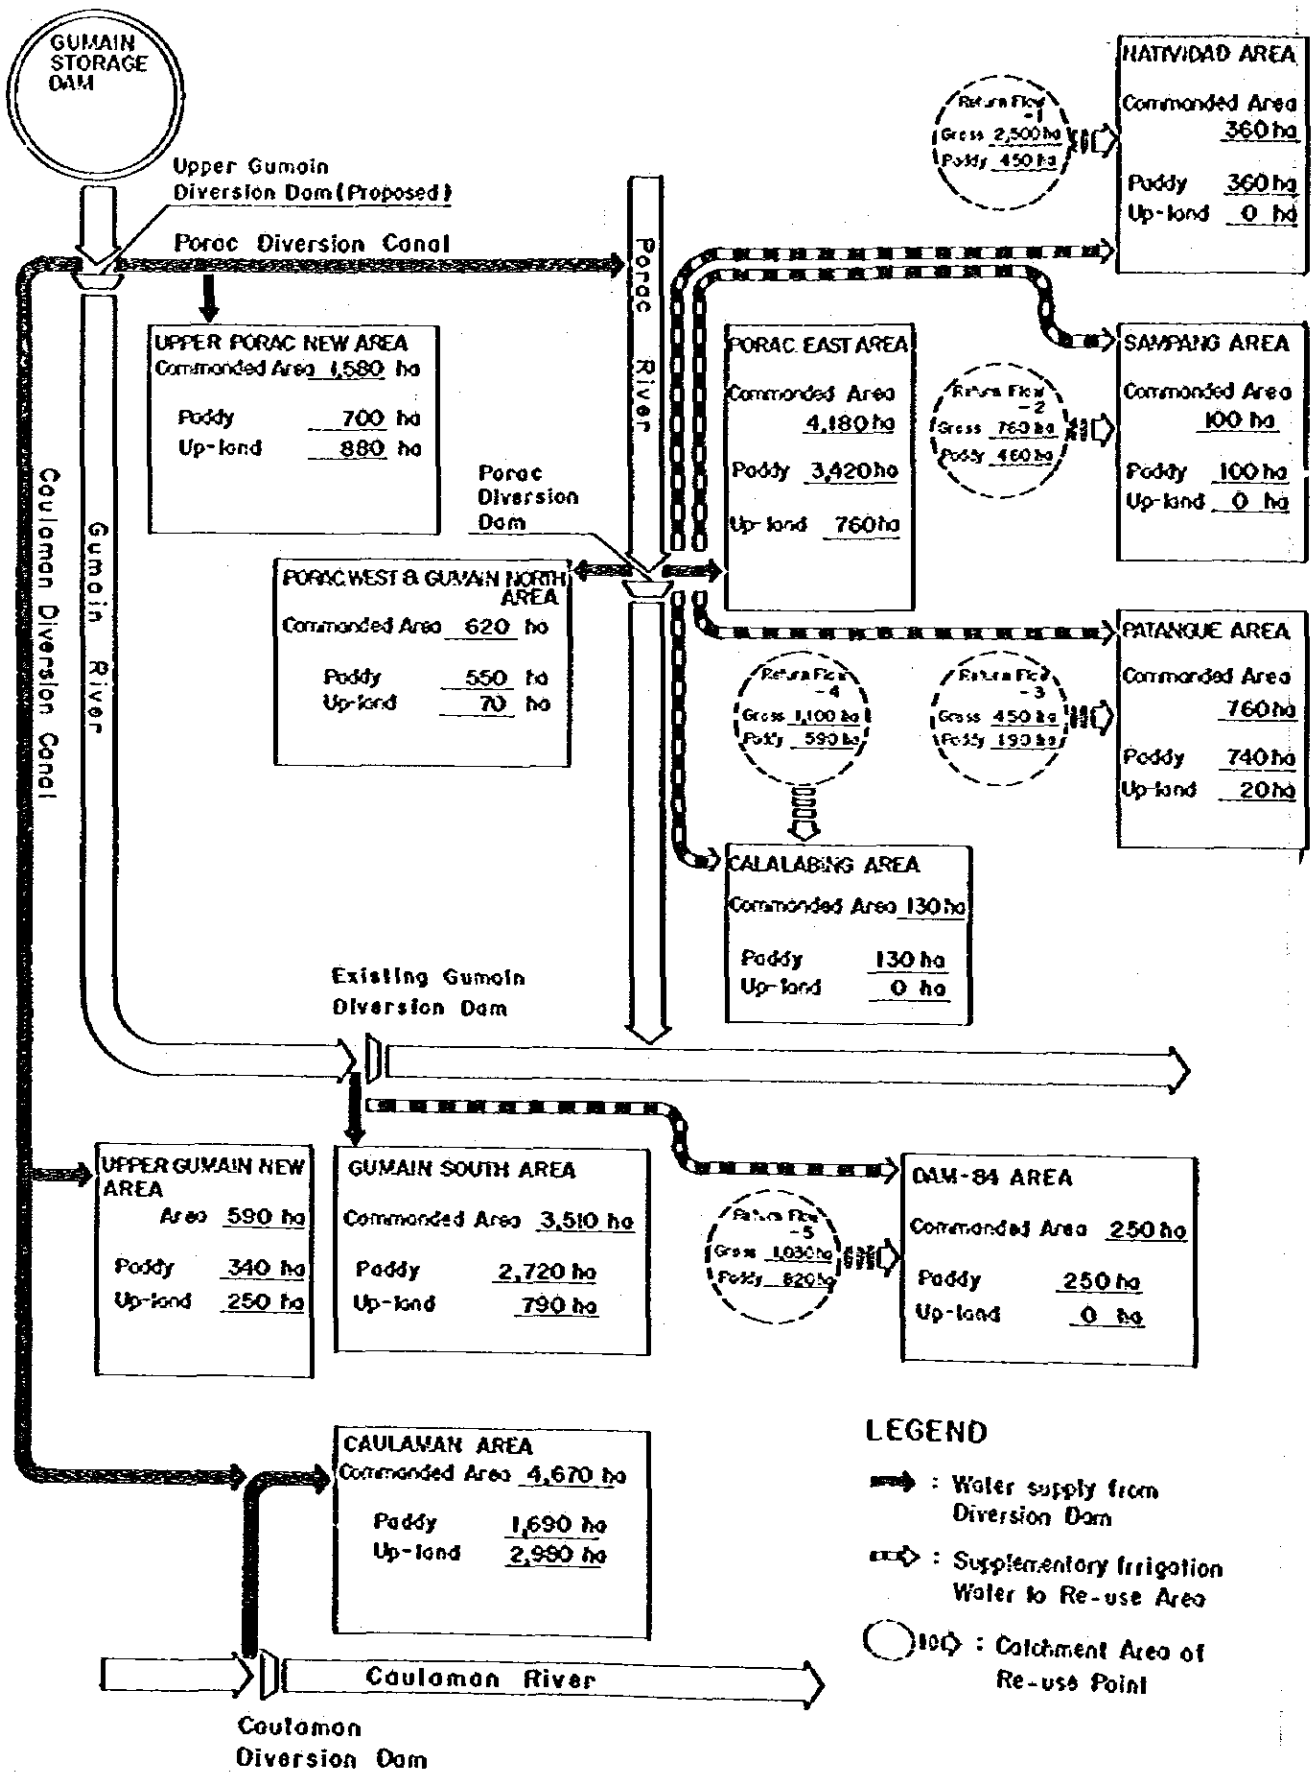 GUMAIN
STORAGE
DAM
Upper Gumain
Diversion Dam (Proposed)
Porac Diversion Canal
Porac River
UPPER PORAC NEW AREA
Commanded Area 1,580 ha
Paddy 700 ha
Up-land 880 ha
Caulaman Diversion Canal
Gumain River
Porac
Diversion
Dam
PORAC WEST & GUMAIN NORTH
AREA
Commanded Area 620 ha
Paddy 550 ha
Up-land 70 ha
PORAC EAST AREA
Commanded Area
4,180 ha
Paddy 3,420 ha
Up-land 760 ha
Return Flow
-1
Gross 2,500 ha
Paddy 450 ha
NATIVIDAD AREA
Commanded Area
360 ha
Paddy 360 ha
Up-land 0 ha
Return Flow
-2
Gross 760 ha
Paddy 460 ha
SAMPANG AREA
Commanded Area
100 ha
Paddy 100 ha
Up-land 0 ha
Return Flow
-3
Gross 450 ha
Paddy 190 ha
PATANGUE AREA
Commanded Area
760 ha
Paddy 740 ha
Up-land 20 ha
Return Flow
-4
Gross 1,100 ha
Paddy 590 ha
CALALABING AREA
Commanded Area 130 ha
Paddy 130 ha
Up-land 0 ha
Existing Gumain
Diversion Dam
UPPER GUMAIN NEW
AREA
Area 590 ha
Paddy 340 ha
Up-land 250 ha
GUMAIN SOUTH AREA
Commanded Area 3,510 ha
Paddy 2,720 ha
Up-land 790 ha
Return Flow
-5
Gross 1,030 ha
Paddy 820 ha
DAM-84 AREA
Commanded Area 250 ha
Paddy 250 ha
Up-land 0 ha
CAULAMAN AREA
Commanded Area 4,670 ha
Paddy 1,690 ha
Up-land 2,980 ha
Caulaman River
Caulaman
Diversion Dam
LEGEND
: Water supply from
Diversion Dam
: Supplementary Irrigation
Water to Re-use Area
: Catchment Area of
Re-use Point